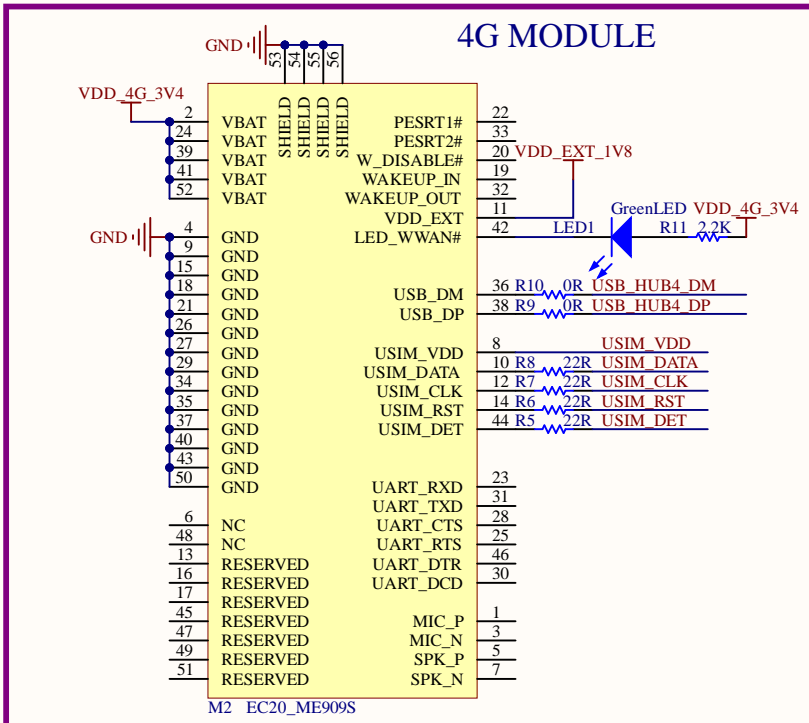 4G MODULE
GND
53
54
55
56
SHIELD
SHIELD
SHIELD
SHIELD
VDD_4G_3V4
2 VBAT
24 VBAT
39 VBAT
41 VBAT
52 VBAT
4 GND
GND
9 GND
15 GND
18 GND
21 GND
26 GND
27 GND
29 GND
34 GND
35 GND
37 GND
40 GND
43 GND
50 GND
6 NC
48 NC
13 RESERVED
16 RESERVED
17 RESERVED
45 RESERVED
47 RESERVED
49 RESERVED
51 RESERVED
PESRT1# 22
PESRT2# 33
W_DISABLE# 20
VDD_EXT_1V8
WAKEUP_IN 19
WAKEUP_OUT 32
VDD_EXT 11
GreenLED VDD_4G_3V4
LED_WWAN# 42 LED1 R11 2.2K
USB_DM 36 R10 0R USB_HUB4_DM
USB_DP 38 R9 0R USB_HUB4_DP
USIM_VDD 8 USIM_VDD
USIM_DATA 10 R8 22R USIM_DATA
USIM_CLK 12 R7 22R USIM_CLK
USIM_RST 14 R6 22R USIM_RST
USIM_DET 44 R5 22R USIM_DET
UART_RXD 23
UART_TXD 31
UART_CTS 28
UART_RTS 25
UART_DTR 46
UART_DCD 30
MIC_P 1
MIC_N 3
SPK_P 5
SPK_N 7
M2 EC20_ME909S